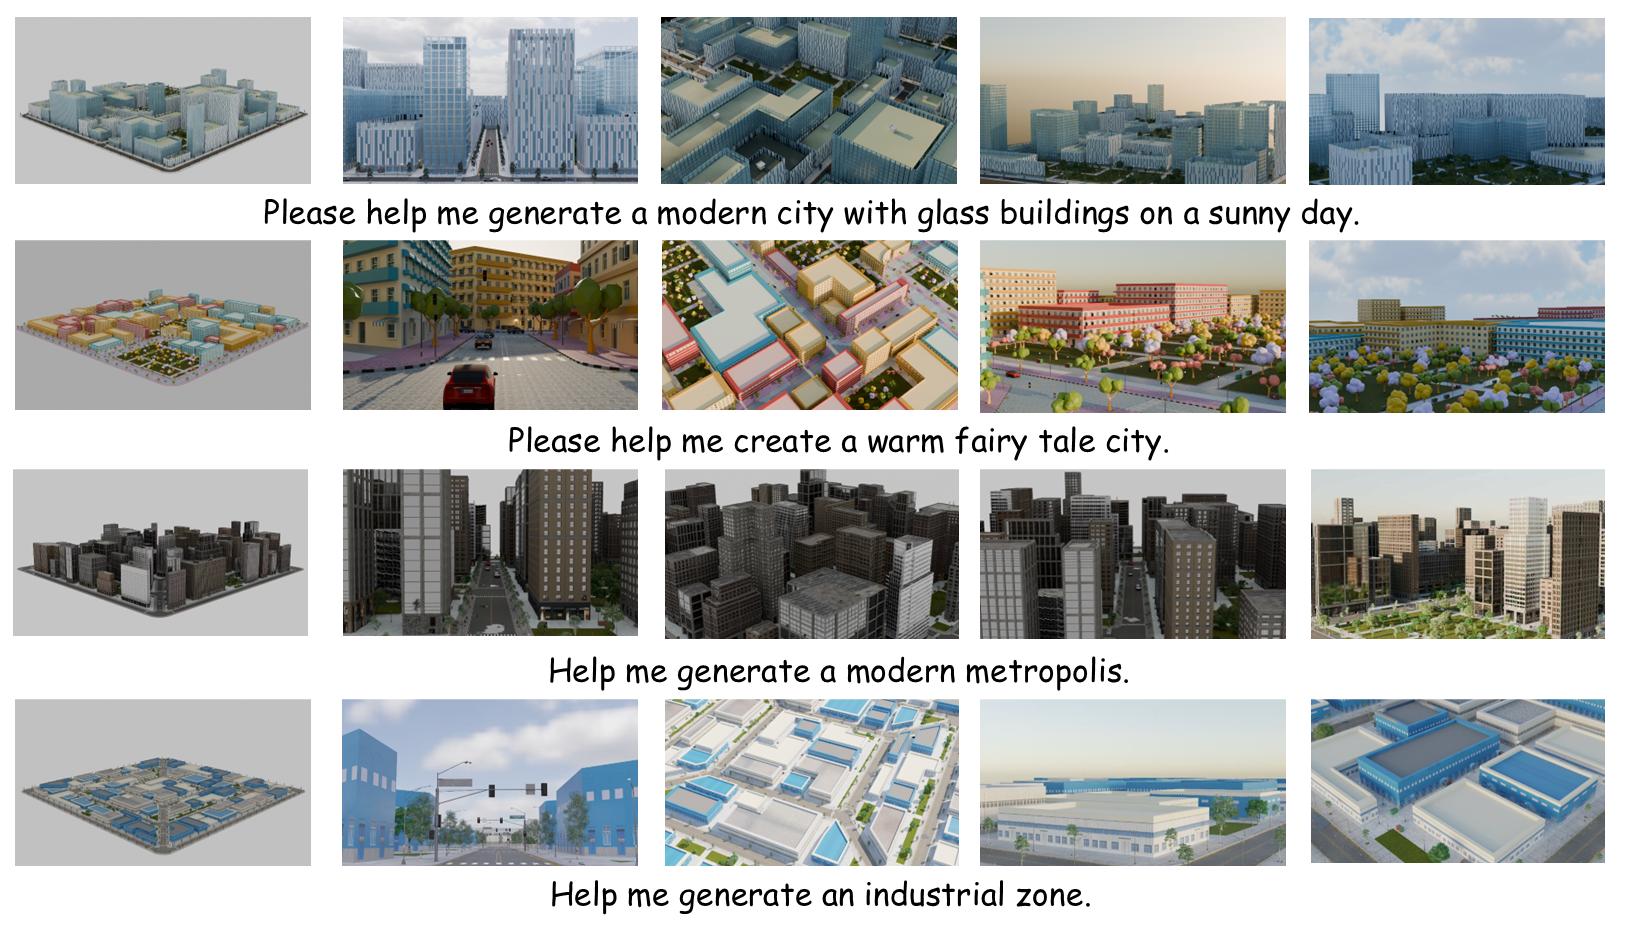 Please help me generate a modern city with glass buildings on a sunny day.
Please help me create a warm fairy tale city.
Help me generate a modern metropolis.
Help me generate an industrial zone.